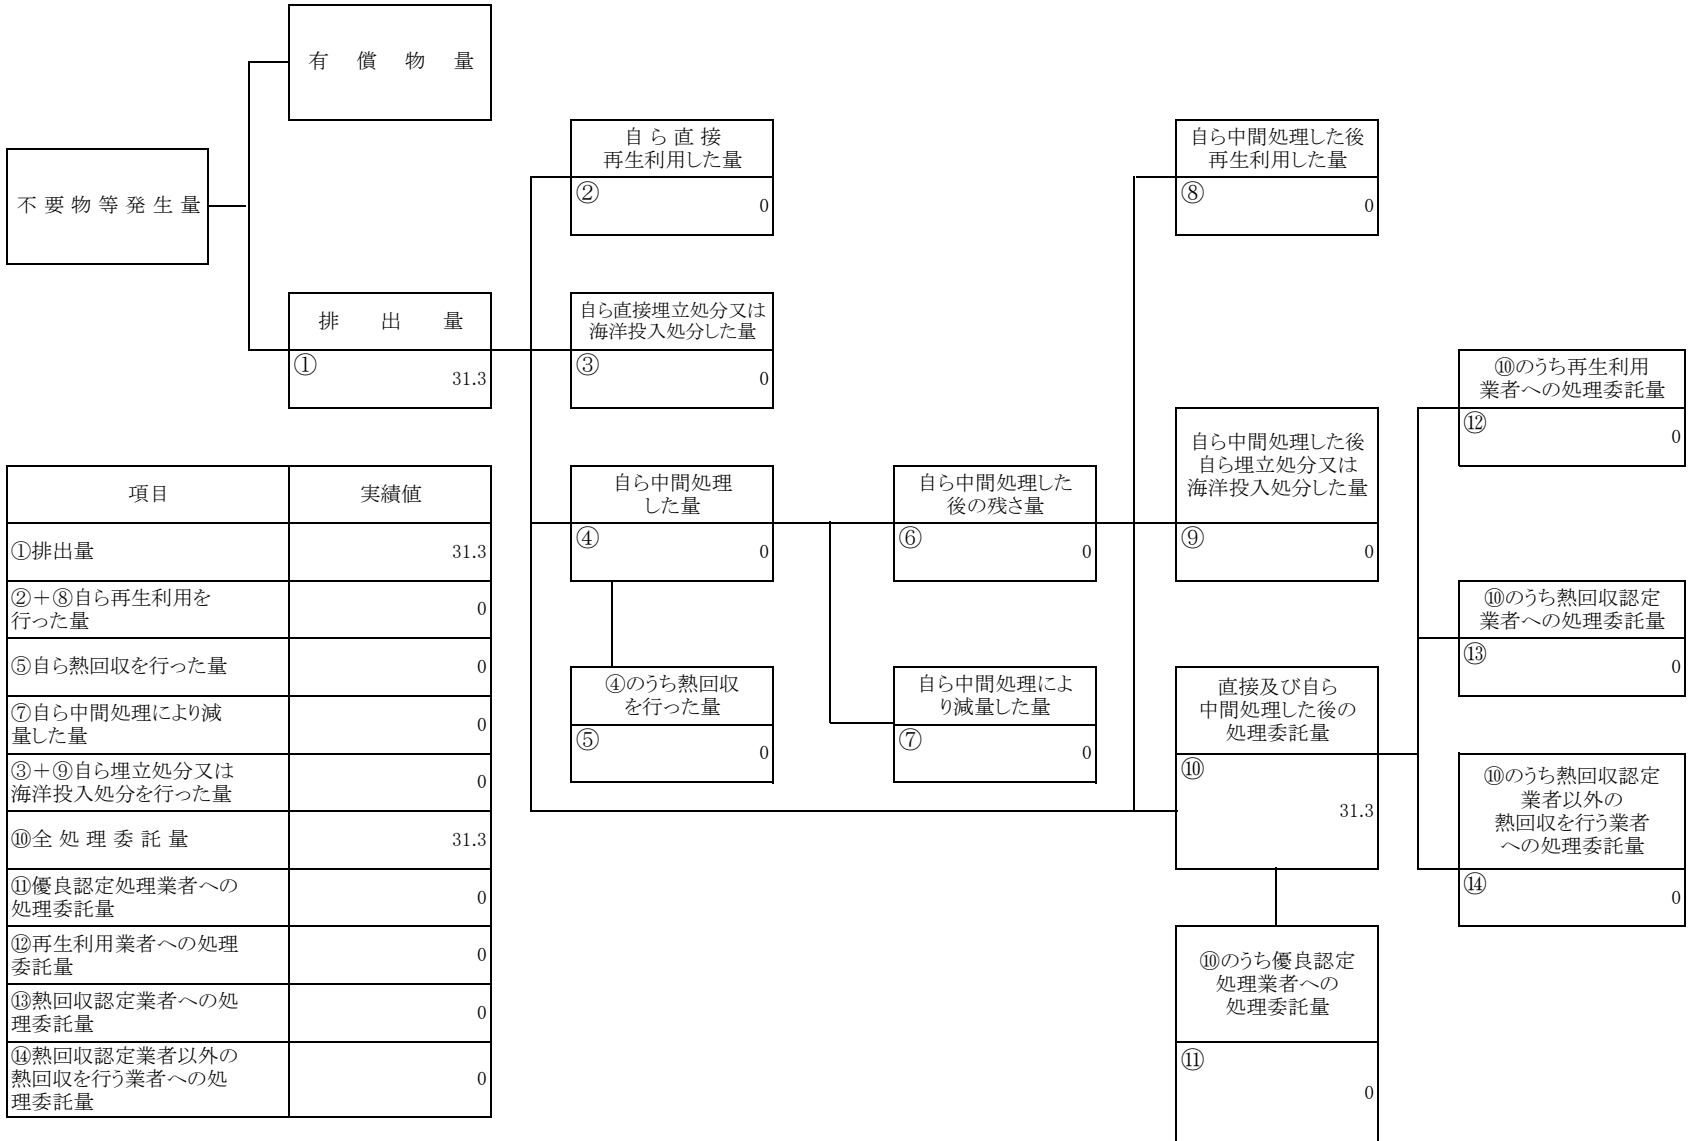 有償物量
不要物等発生量
排出量
①
31.3
自ら直接
再生利用した量
②
0
自ら直接埋立処分又は
海洋投入処分した量
③
0
自ら中間処理
した量
④
0
④のうち熱回収
を行った量
⑤
0
自ら中間処理した
後の残さ量
⑥
0
自ら中間処理によ
り減量した量
⑦
0
自ら中間処理した後
再生利用した量
⑧
0
自ら中間処理した後
自ら埋立処分又は
海洋投入処分した量
⑨
0
直接及び自ら
中間処理した後の
処理委託量
⑩
31.3
⑩のうち優良認定
処理業者への
処理委託量
⑪
0
⑩のうち再生利用
業者への処理委託量
⑫
0
⑩のうち熱回収認定
業者への処理委託量
⑬
0
⑩のうち熱回収認定
業者以外の
熱回収を行う業者
への処理委託量
⑭
0
項目 実績値
①排出量 31.3
②+⑧自ら再生利用を
行った量 0
⑤自ら熱回収を行った量 0
⑦自ら中間処理により減
量した量 0
③+⑨自ら埋立処分又は
海洋投入処分を行った量 0
⑩全処理委託量 31.3
⑪優良認定処理業者への
処理委託量 0
⑫再生利用業者への処理
委託量 0
⑬熱回収認定業者への処
理委託量 0
⑭熱回収認定業者以外の
熱回収を行う業者への処
理委託量 0